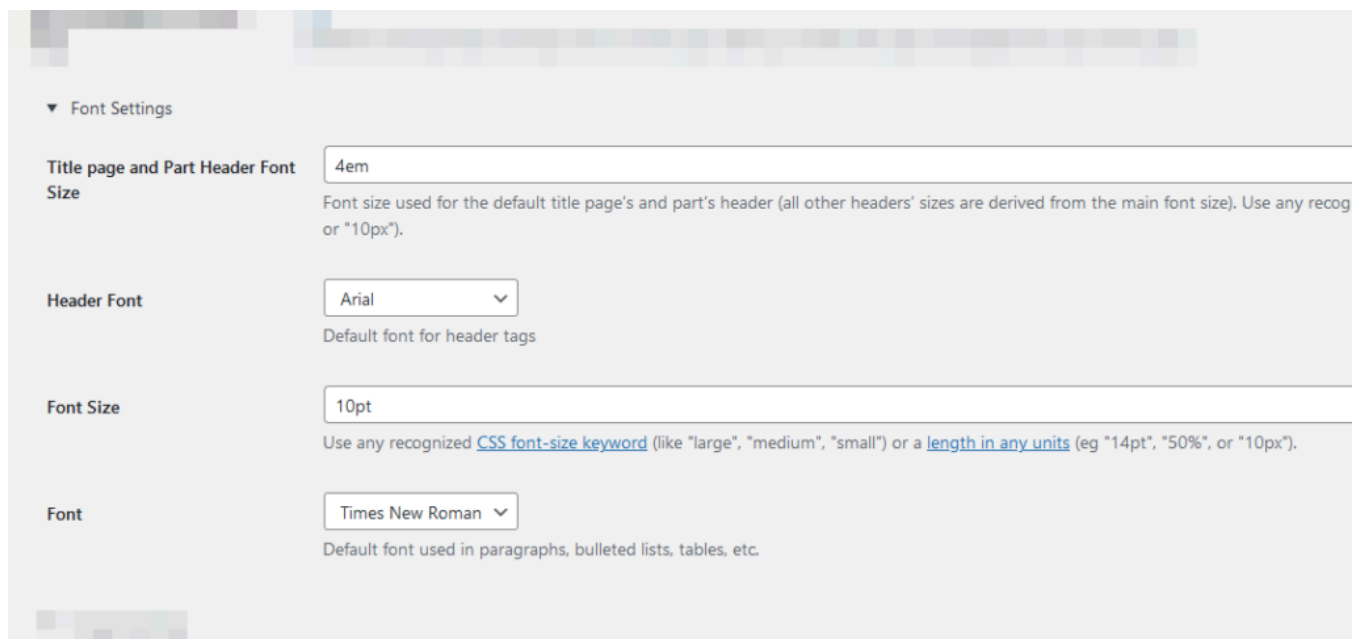 ▼ Font Settings
Title page and Part Header Font
Size
4em
Font size used for the default title page's and part's header (all other headers' sizes are derived from the main font size). Use any recog
or "10px").
Header Font
Arial
Default font for header tags
Font Size
10pt
Use any recognized CSS font-size keyword (like "large", "medium", "small") or a length in any units (eg "14pt", "50%", or "10px").
Font
Times New Roman
Default font used in paragraphs, bulleted lists, tables, etc.